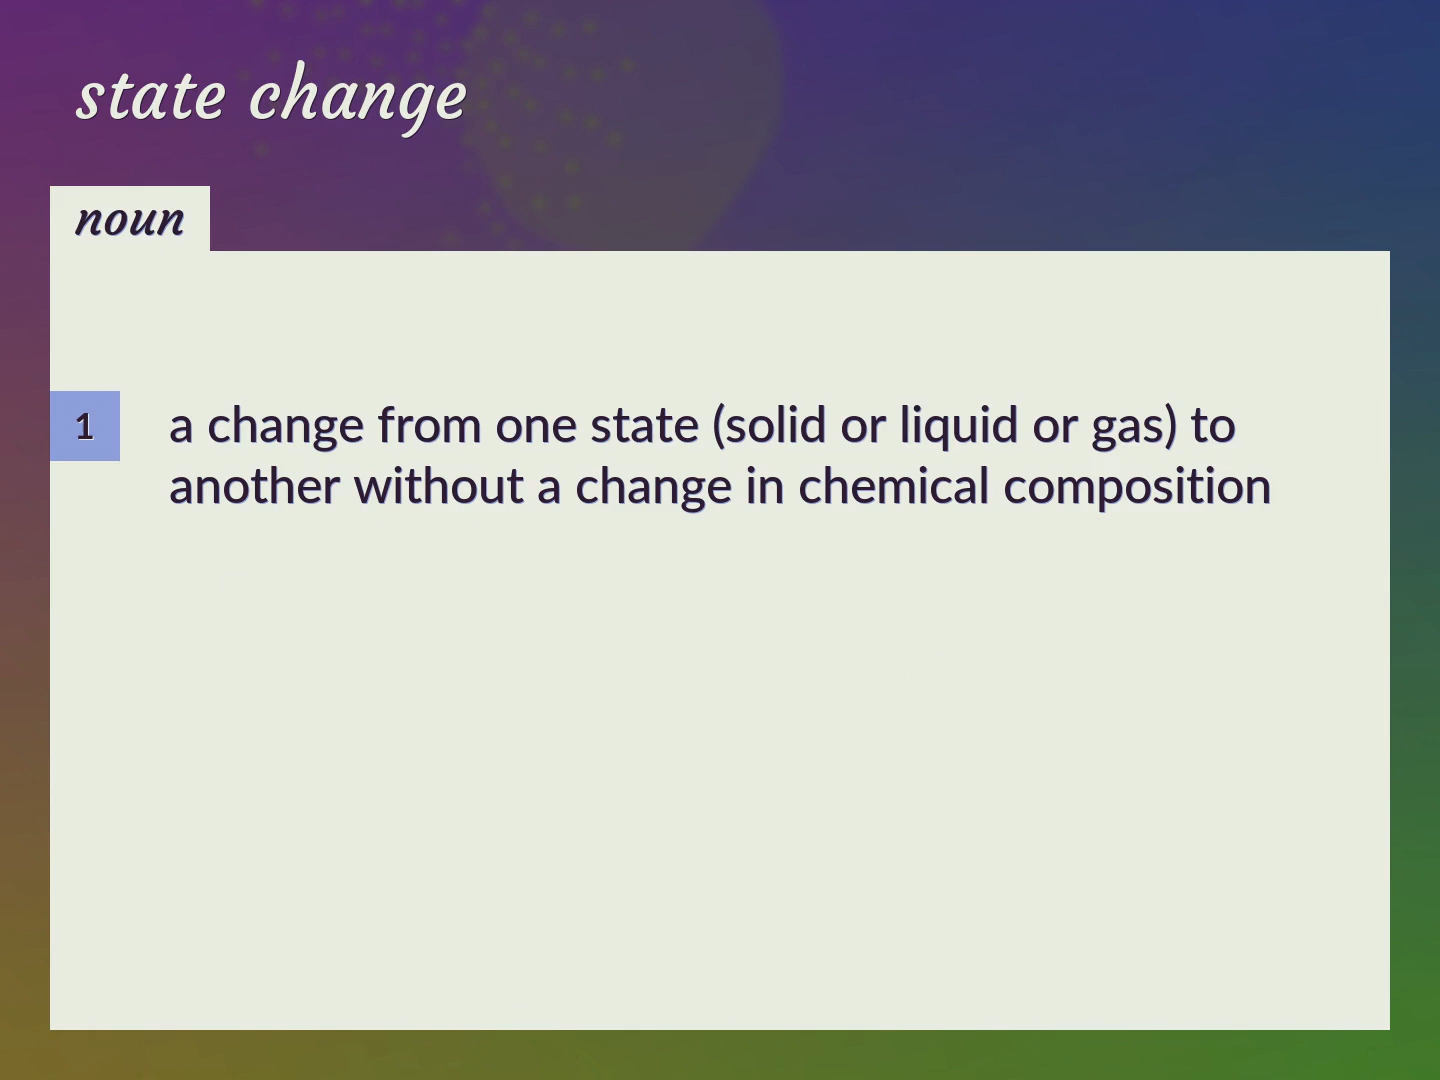 state change
noun
1
a change from one state (solid or liquid or gas) to
another without a change in chemical composition